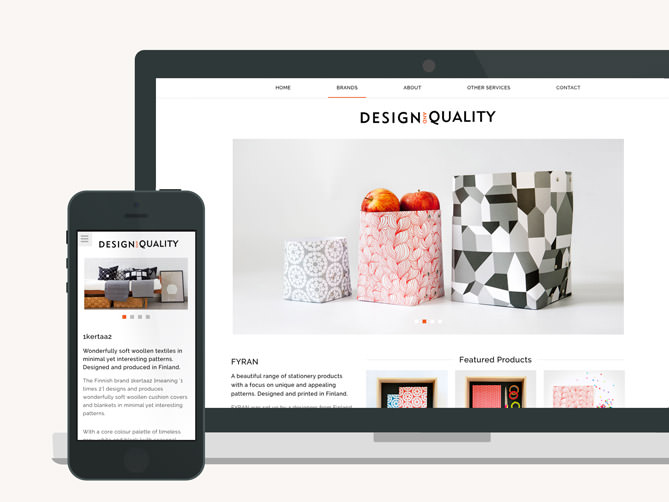 HOME BRANDS ABOUT OTHER SERVICES CONTACT
DESIGN AND QUALITY
FYRAN
A beautiful range of stationery products
with a focus on unique and appealing
patterns. Designed and printed in Finland.
FYRAN was set up by a designers from Finland
Featured Products
DESIGN AND QUALITY
1kertaa2
Wonderfully soft woollen textiles in
minimal yet interesting patterns.
Designed and produced in Finland.
The Finnish brand 1kertaa2 [meaning '1
times 2'] designs and produces
wonderfully soft woollen cushion covers
and blankets in minimal yet interesting
patterns.
With a core colour palette of timeless